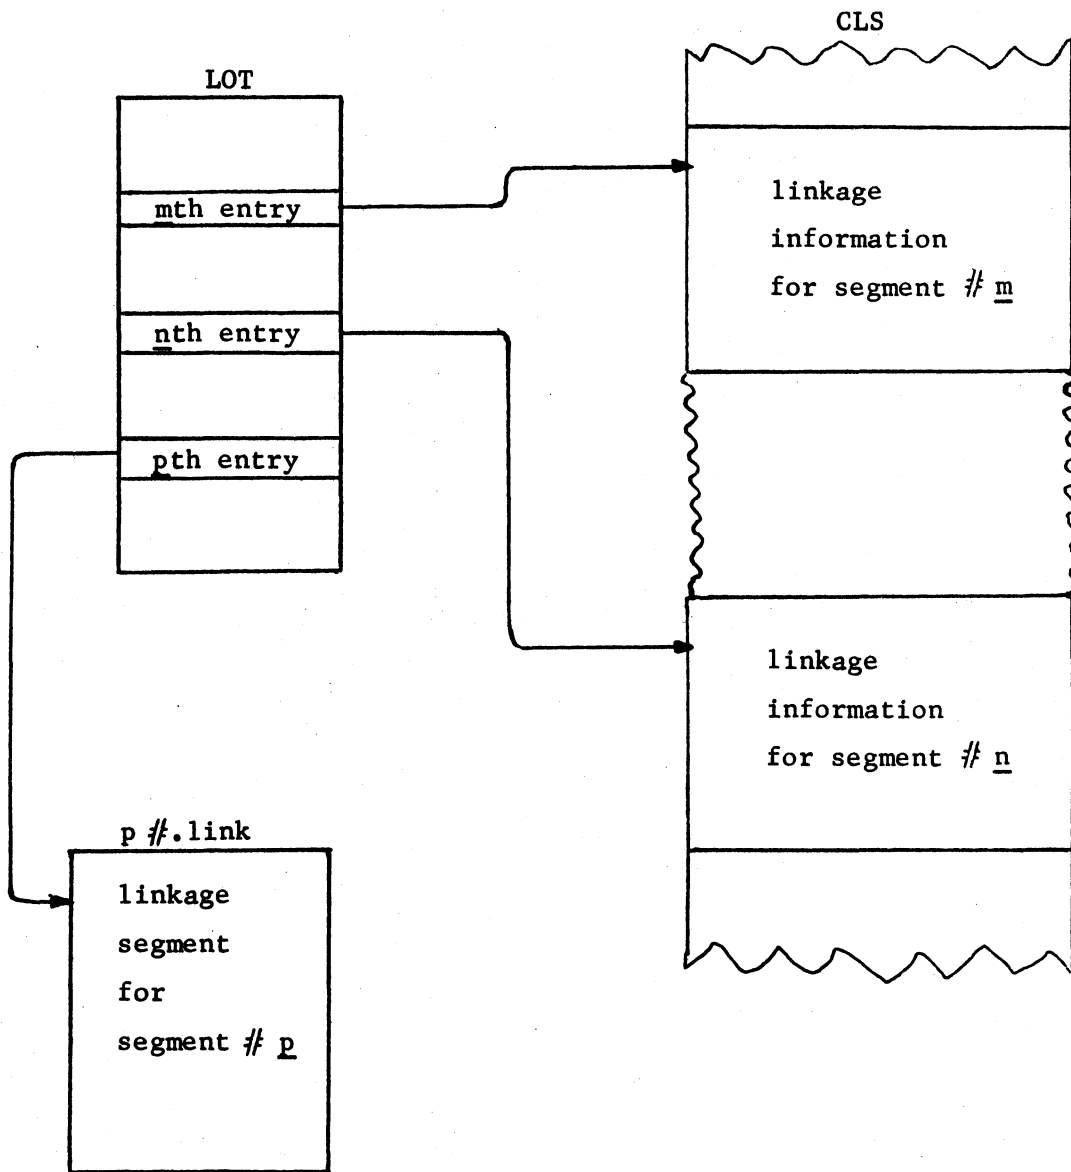 CLS
LOT
mth entry
nth entry
pth entry
linkage
information
for segment # m
linkage
information
for segment # n
p #.link
linkage
segment
for
segment # p